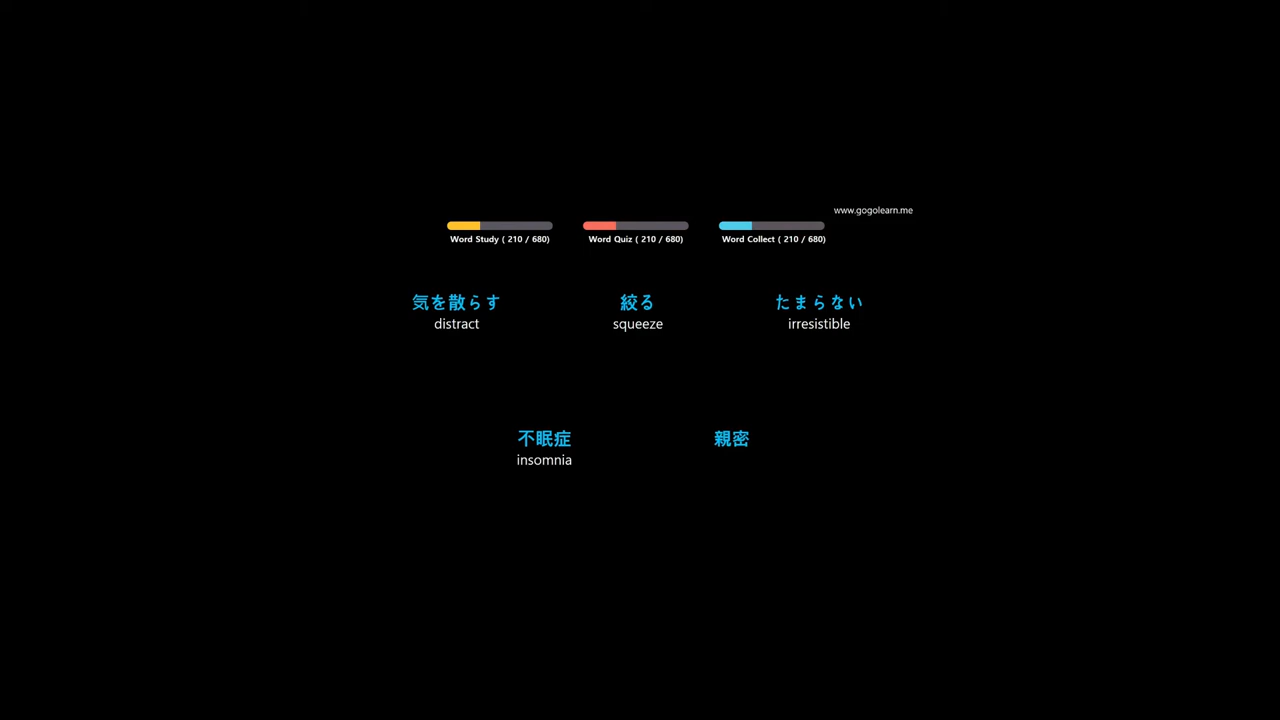 www.gogolearn.me
Word Study ( 210 / 680)
Word Quiz ( 210 / 680)
Word Collect ( 210 / 680)
気を散らす
distract
絞る
squeeze
たまらない
irresistible
不眠症
insomnia
親密